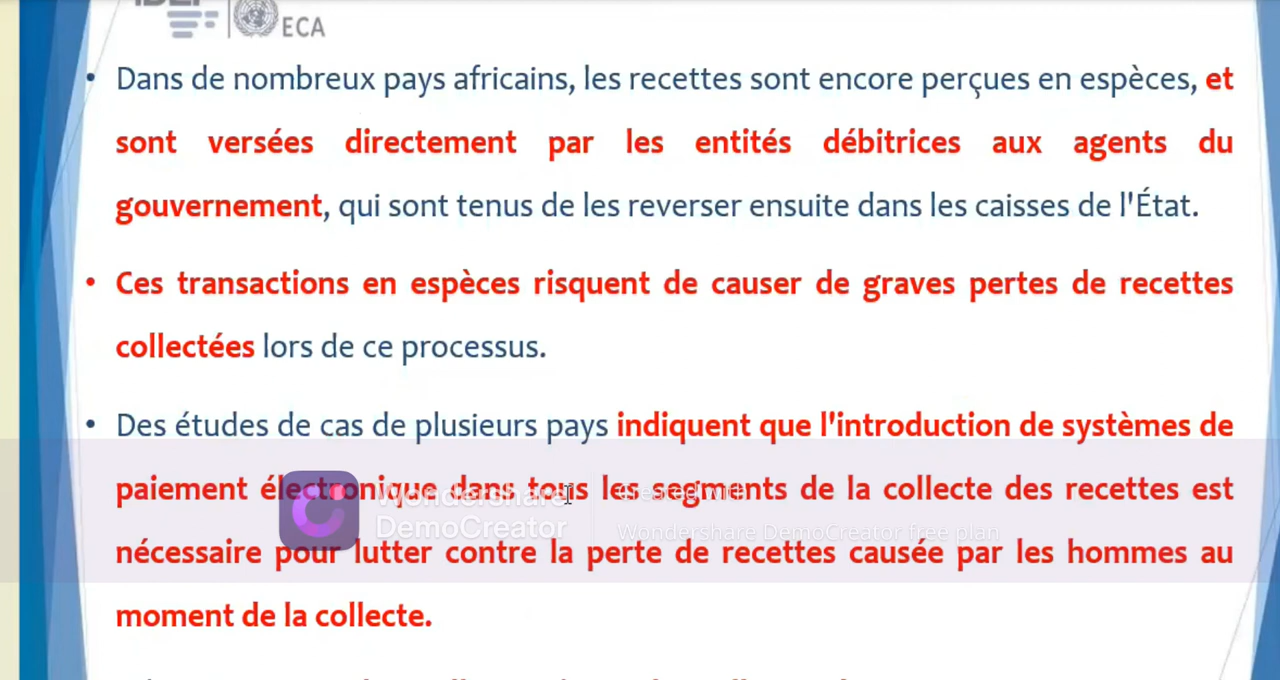 ECA
• Dans de nombreux pays africains, les recettes sont encore perçues en espèces, et
sont versées directement par les entités débitrices aux agents du
gouvernement, qui sont tenus de les reverser ensuite dans les caisses de l'État.
• Ces transactions en espèces risquent de causer de graves pertes de recettes
collectées lors de ce processus.
• Des études de cas de plusieurs pays indiquent que l'introduction de systèmes de
paiement électronique dans tous les segments de la collecte des recettes est
nécessaire pour lutter contre la perte de recettes causée par les hommes au
moment de la collecte.
Wondershare
DemoCreator
Created with
Wondershare DemoCreator free plan